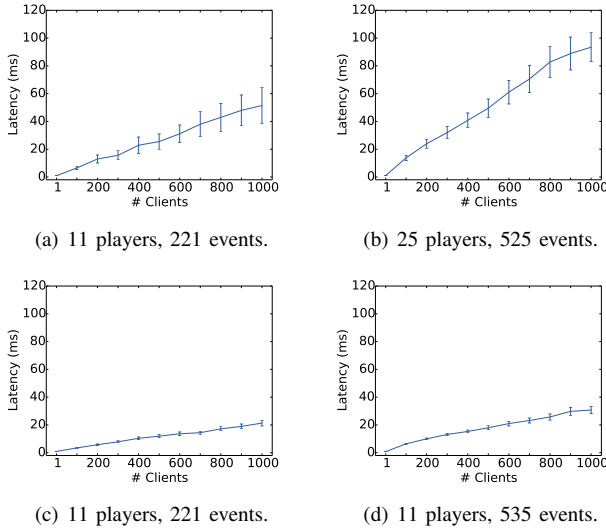 120
100
80
60
40
20
0
Latency (ms)
1 200 400 600 800 1000
# Clients
(a) 11 players, 221 events.
120
100
80
60
40
20
0
Latency (ms)
1 200 400 600 800 1000
# Clients
(b) 25 players, 525 events.
120
100
80
60
40
20
0
Latency (ms)
1 200 400 600 800 1000
# Clients
(c) 11 players, 221 events.
120
100
80
60
40
20
0
Latency (ms)
1 200 400 600 800 1000
# Clients
(d) 11 players, 535 events.